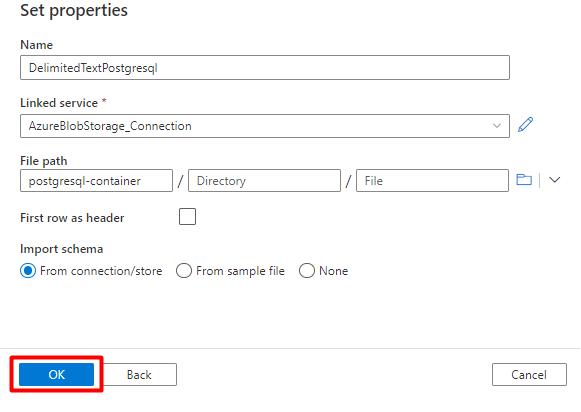 Set properties
Name
DelimitedTextPostgresql
Linked service *
AzureBlobStorage_Connection
File path
postgresql-container / Directory / File
First row as header
Import schema
From connection/store From sample file None
OK Back Cancel